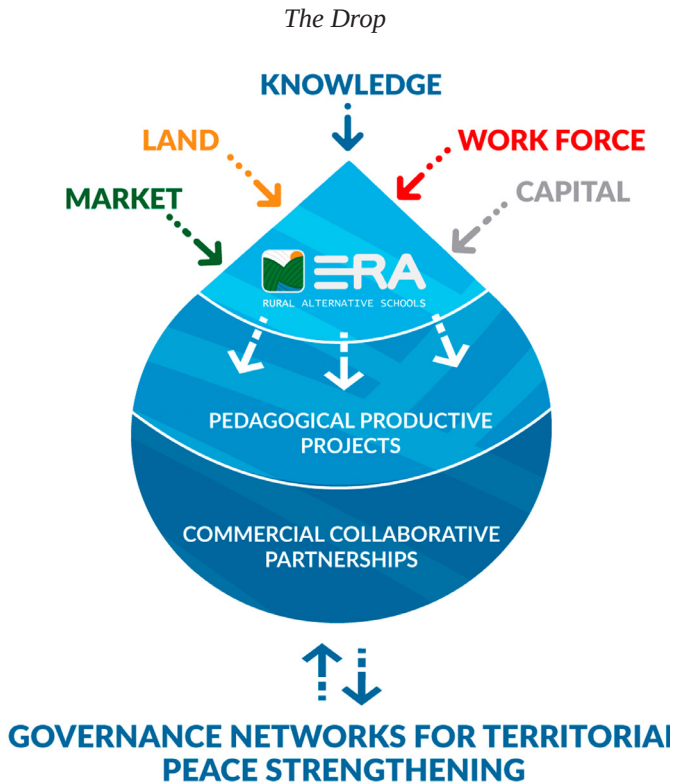 The Drop
KNOWLEDGE
LAND
WORK FORCE
MARKET
CAPITAL
ERA
RURAL ALTERNATIVE SCHOOLS
PEDAGOGICAL PRODUCTIVE
PROJECTS
COMMERCIAL COLLABORATIVE
PARTNERSHIPS
GOVERNANCE NETWORKS FOR TERRITORIAL
PEACE STRENGTHENING